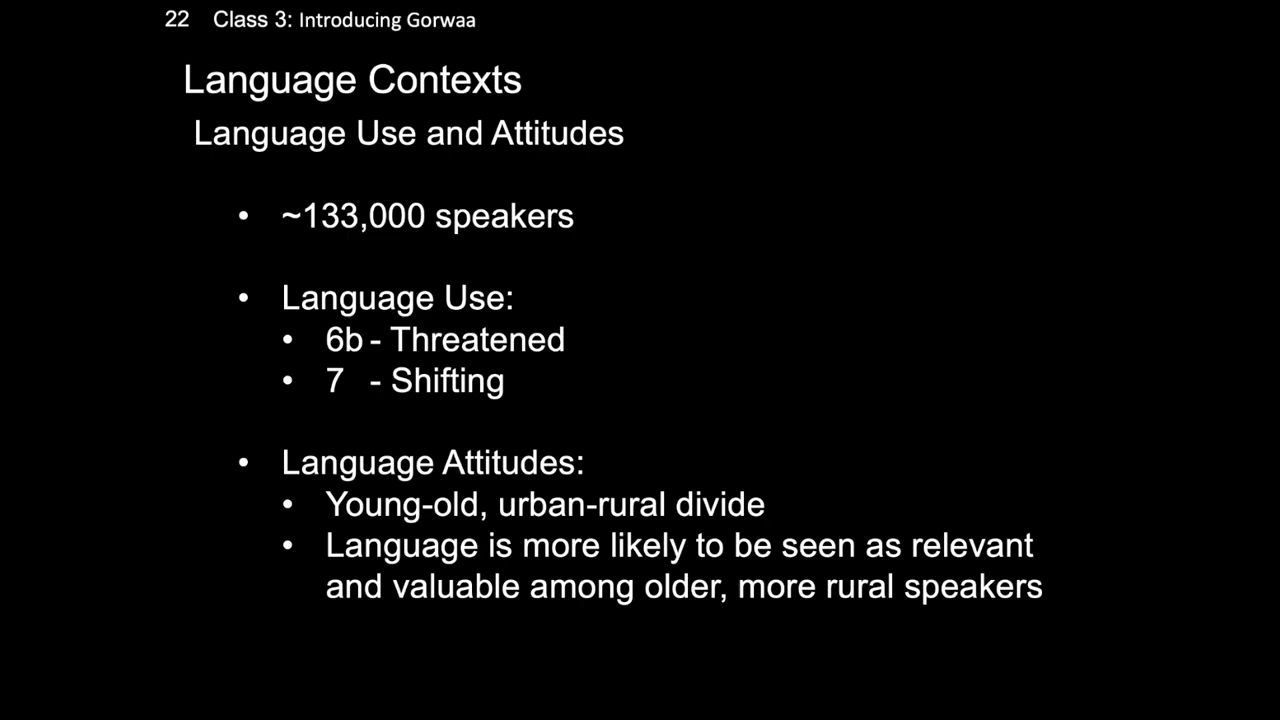 22 Class 3: Introducing Gorwaa
Language Contexts
Language Use and Attitudes
• ~133,000 speakers
• Language Use:
• 6b - Threatened
• 7 - Shifting
• Language Attitudes:
• Young-old, urban-rural divide
• Language is more likely to be seen as relevant
and valuable among older, more rural speakers